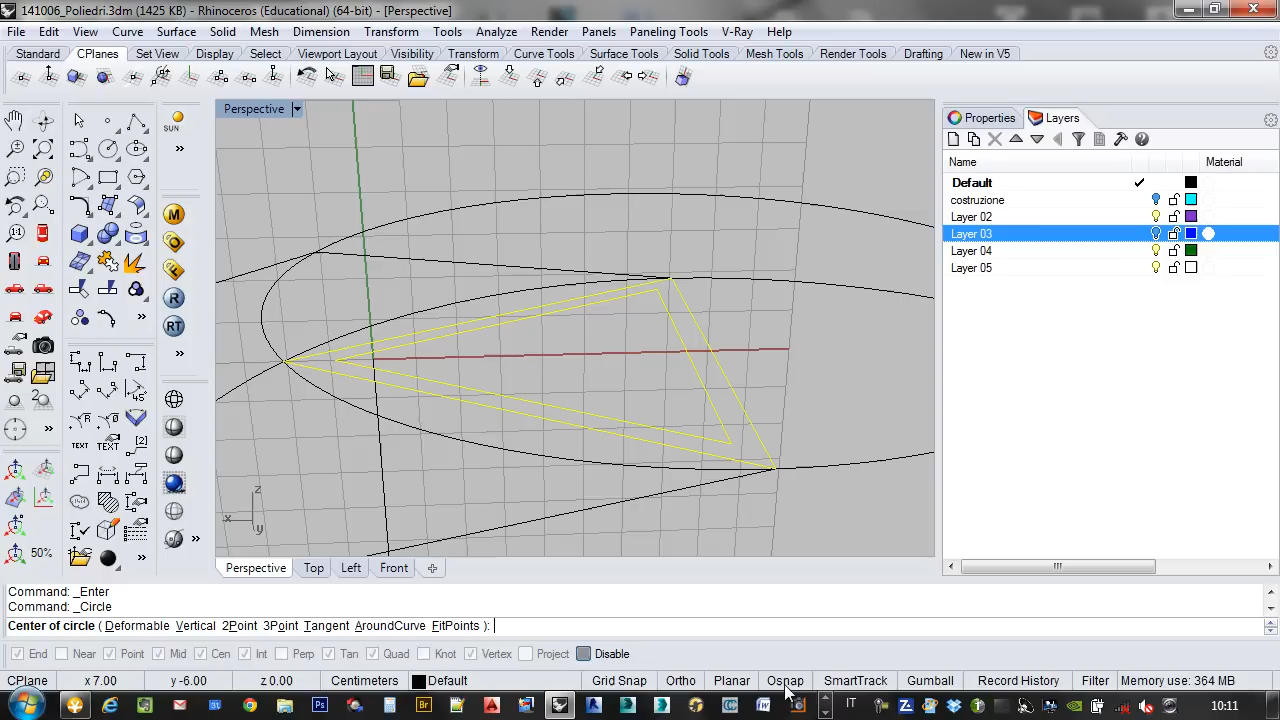 141006_Poliedri.3dm (1425 KB) - Rhinoceros (Educational) (64-bit) - [Perspective]
File Edit View Curve Surface Solid Mesh Dimension Transform Tools Analyze Render Panels Paneling Tools V-Ray Help
Standard CPlanes Set View Display Select Viewport Layout Visibility Transform Curve Tools Surface Tools Solid Tools Mesh Tools Render Tools Drafting New in V5
Perspective
Properties Layers
SUN
Name Material
Default
costruzione
Layer 02
Layer 03
Layer 04
Layer 05
M
R
RT
TEXT TEXT
50%
z
x
y
Perspective Top Left Front
Command: _Enter
Command: _Circle
Center of circle ( Deformable Vertical 2Point 3Point Tangent AroundCurve FitPoints ):
End Near Point Mid Cen Int Perp Tan Quad Knot Vertex Project Disable
CPlane x 7.00 y -6.00 z 0.00 Centimeters Default Grid Snap Ortho Planar Osnap SmartTrack Gumball Record History Filter Memory use: 364 MB
Ps Br IT 10:11